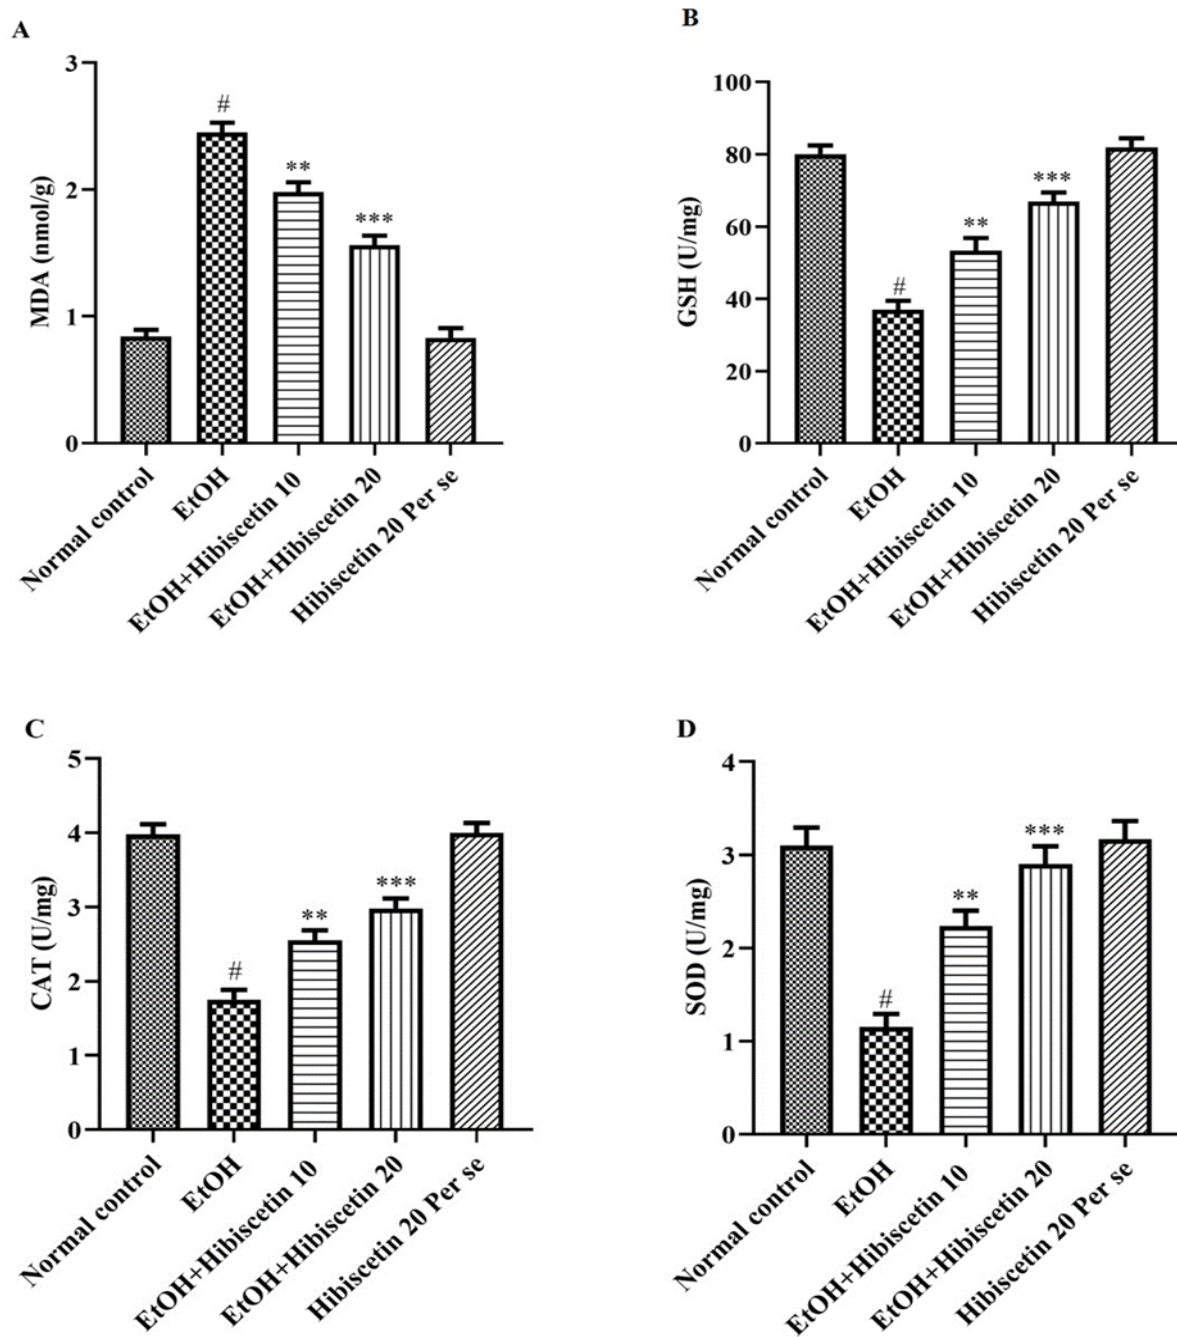 A
MDA (nmol/g)
3
2
1
0
#
**
***
Normal control
EtOH
EtOH+Hibiscetin 10
EtOH+Hibiscetin 20
Hibiscetin 20 Per se
B
GSH (U/mg)
100
80
60
40
20
0
#
**
***
Normal control
EtOH
EtOH+Hibiscetin 10
EtOH+Hibiscetin 20
Hibiscetin 20 Per se
C
CAT (U/mg)
5
4
3
2
1
0
#
**
***
Normal control
EtOH
EtOH+Hibiscetin 10
EtOH+Hibiscetin 20
Hibiscetin 20 Per se
D
SOD (U/mg)
4
3
2
1
0
#
**
***
Normal control
EtOH
EtOH+Hibiscetin 10
EtOH+Hibiscetin 20
Hibiscetin 20 Per se